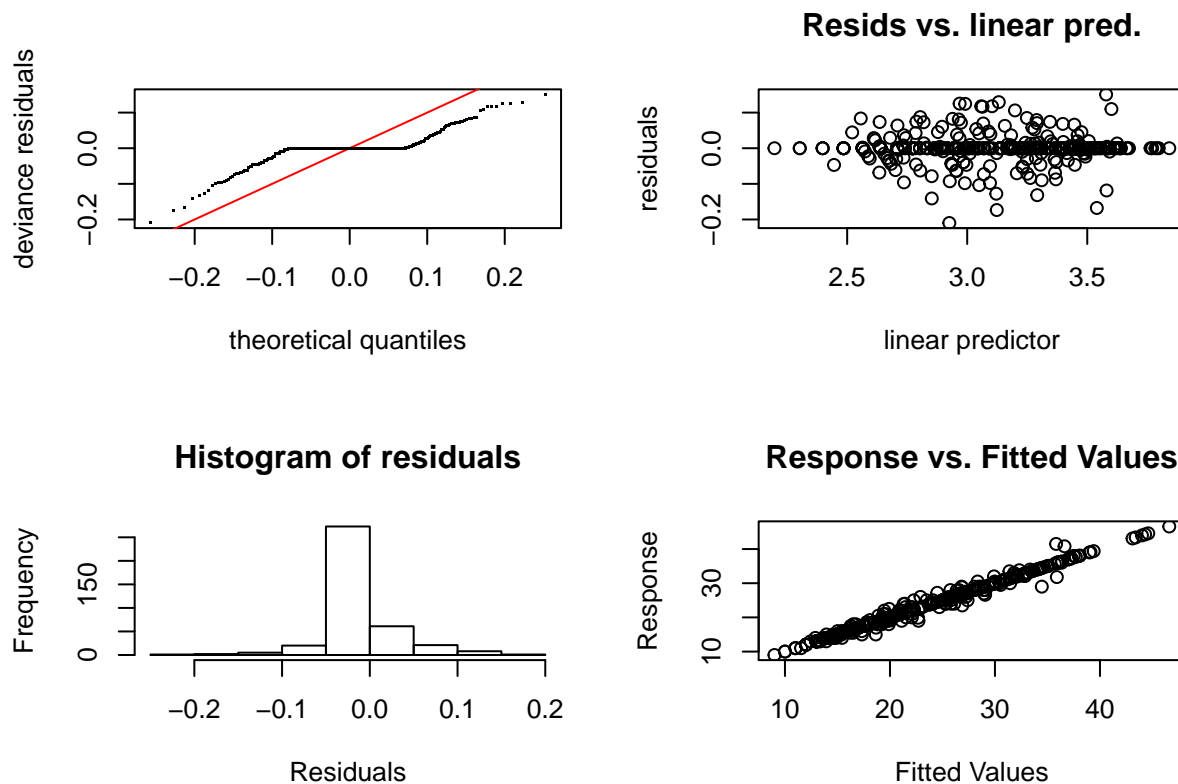 deviance residuals
0.0
−0.2
−0.2
−0.1
0.0
0.1
0.2
theoretical quantiles
Resids vs. linear pred.
residuals
0.0
−0.2
2.5
3.0
3.5
linear predictor
Histogram of residuals
Frequency
150
0
−0.2
−0.1
0.0
0.1
0.2
Residuals
Response vs. Fitted Values
Response
30
10
10
20
30
40
Fitted Values